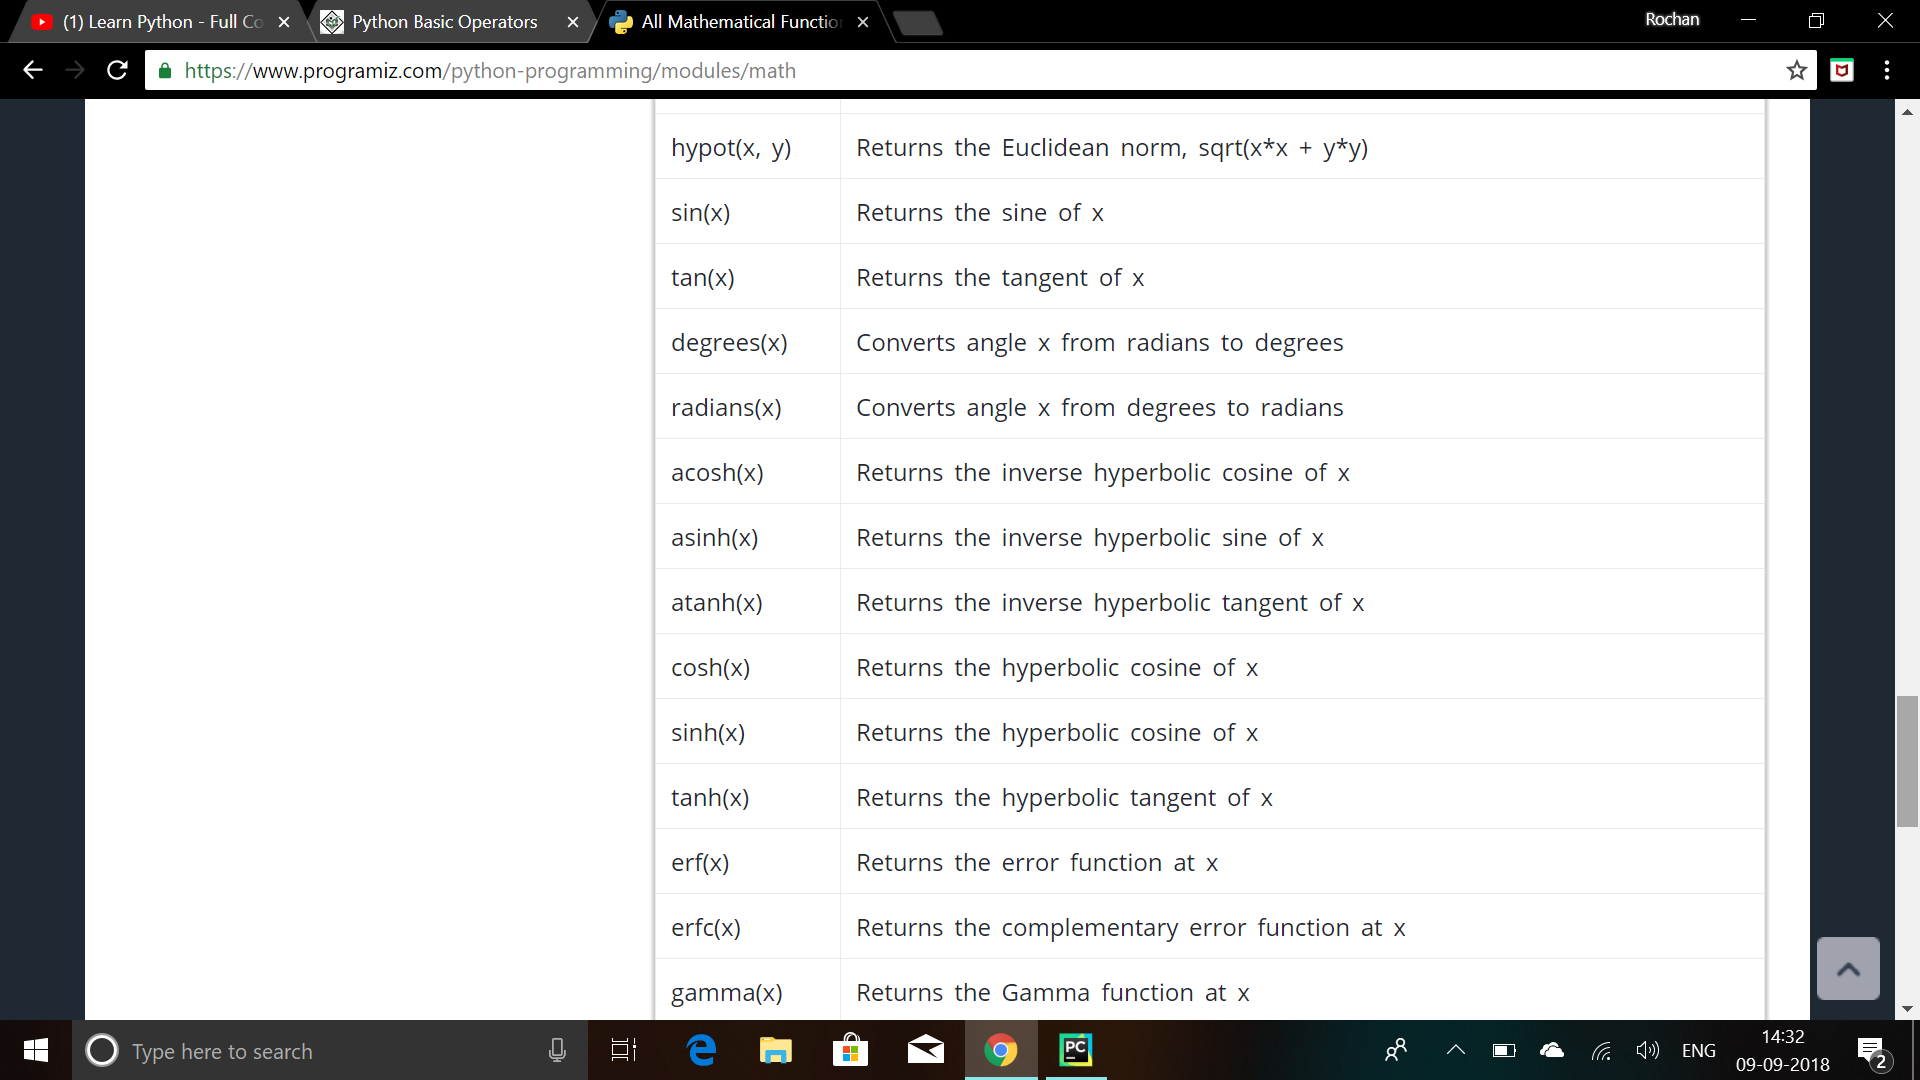 (1) Learn Python - Full Co
Python Basic Operators
All Mathematical Functio
Rochan
https://www.programiz.com/python-programming/modules/math
hypot(x, y) Returns the Euclidean norm, sqrt(x*x + y*y)
sin(x) Returns the sine of x
tan(x) Returns the tangent of x
degrees(x) Converts angle x from radians to degrees
radians(x) Converts angle x from degrees to radians
acosh(x) Returns the inverse hyperbolic cosine of x
asinh(x) Returns the inverse hyperbolic sine of x
atanh(x) Returns the inverse hyperbolic tangent of x
cosh(x) Returns the hyperbolic cosine of x
sinh(x) Returns the hyperbolic cosine of x
tanh(x) Returns the hyperbolic tangent of x
erf(x) Returns the error function at x
erfc(x) Returns the complementary error function at x
gamma(x) Returns the Gamma function at x
Type here to search
PC
ENG
14:32
09-09-2018
2